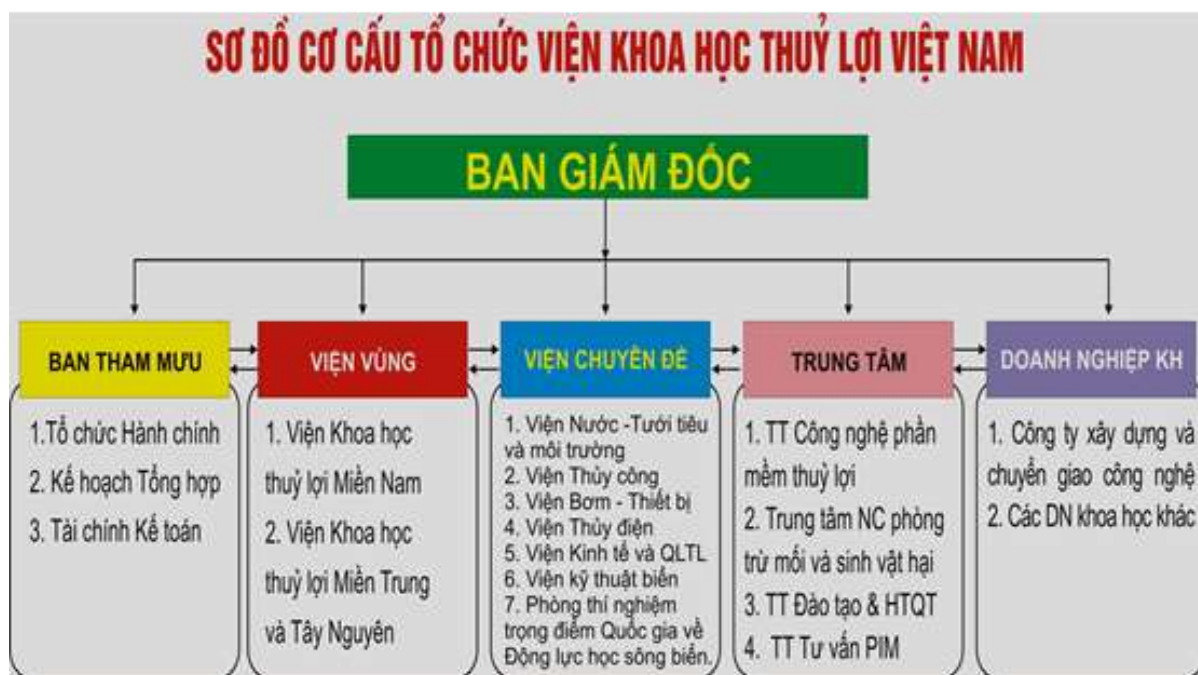 SƠ ĐỒ CƠ CẤU TỔ CHỨC VIỆN KHOA HỌC THUỶ LỢI VIỆT NAM
BAN GIÁM ĐỐC
BAN THAM MƯU
1.Tổ chức Hành chính
2. Kế hoạch Tổng hợp
3. Tài chính Kế toán
VIỆN VÙNG
1. Viện Khoa học
thuỷ lợi Miền Nam
2. Viện Khoa học
thuỷ lợi Miền Trung
và Tây Nguyên
VIỆN CHUYÊN ĐỀ
1. Viện Nước -Tưới tiêu
và môi trường
2. Viện Thủy công
3. Viện Bơm - Thiết bị
4. Viện Thủy điện
5. Viện Kinh tế và QLTL
6. Viện kỹ thuật biển
7. Phòng thí nghiệm
trọng điểm Quốc gia về
Động lực học sông biển.
TRUNG TÂM
1. TT Công nghệ phần
mềm thuỷ lợi
2. Trung tâm NC phòng
trừ mối và sinh vật hại
3. TT Đào tạo & HTQT
4. TT Tư vấn PIM
DOANH NGHIỆP KH
1. Công ty xây dựng và
chuyển giao công nghệ
2. Các DN khoa học khác